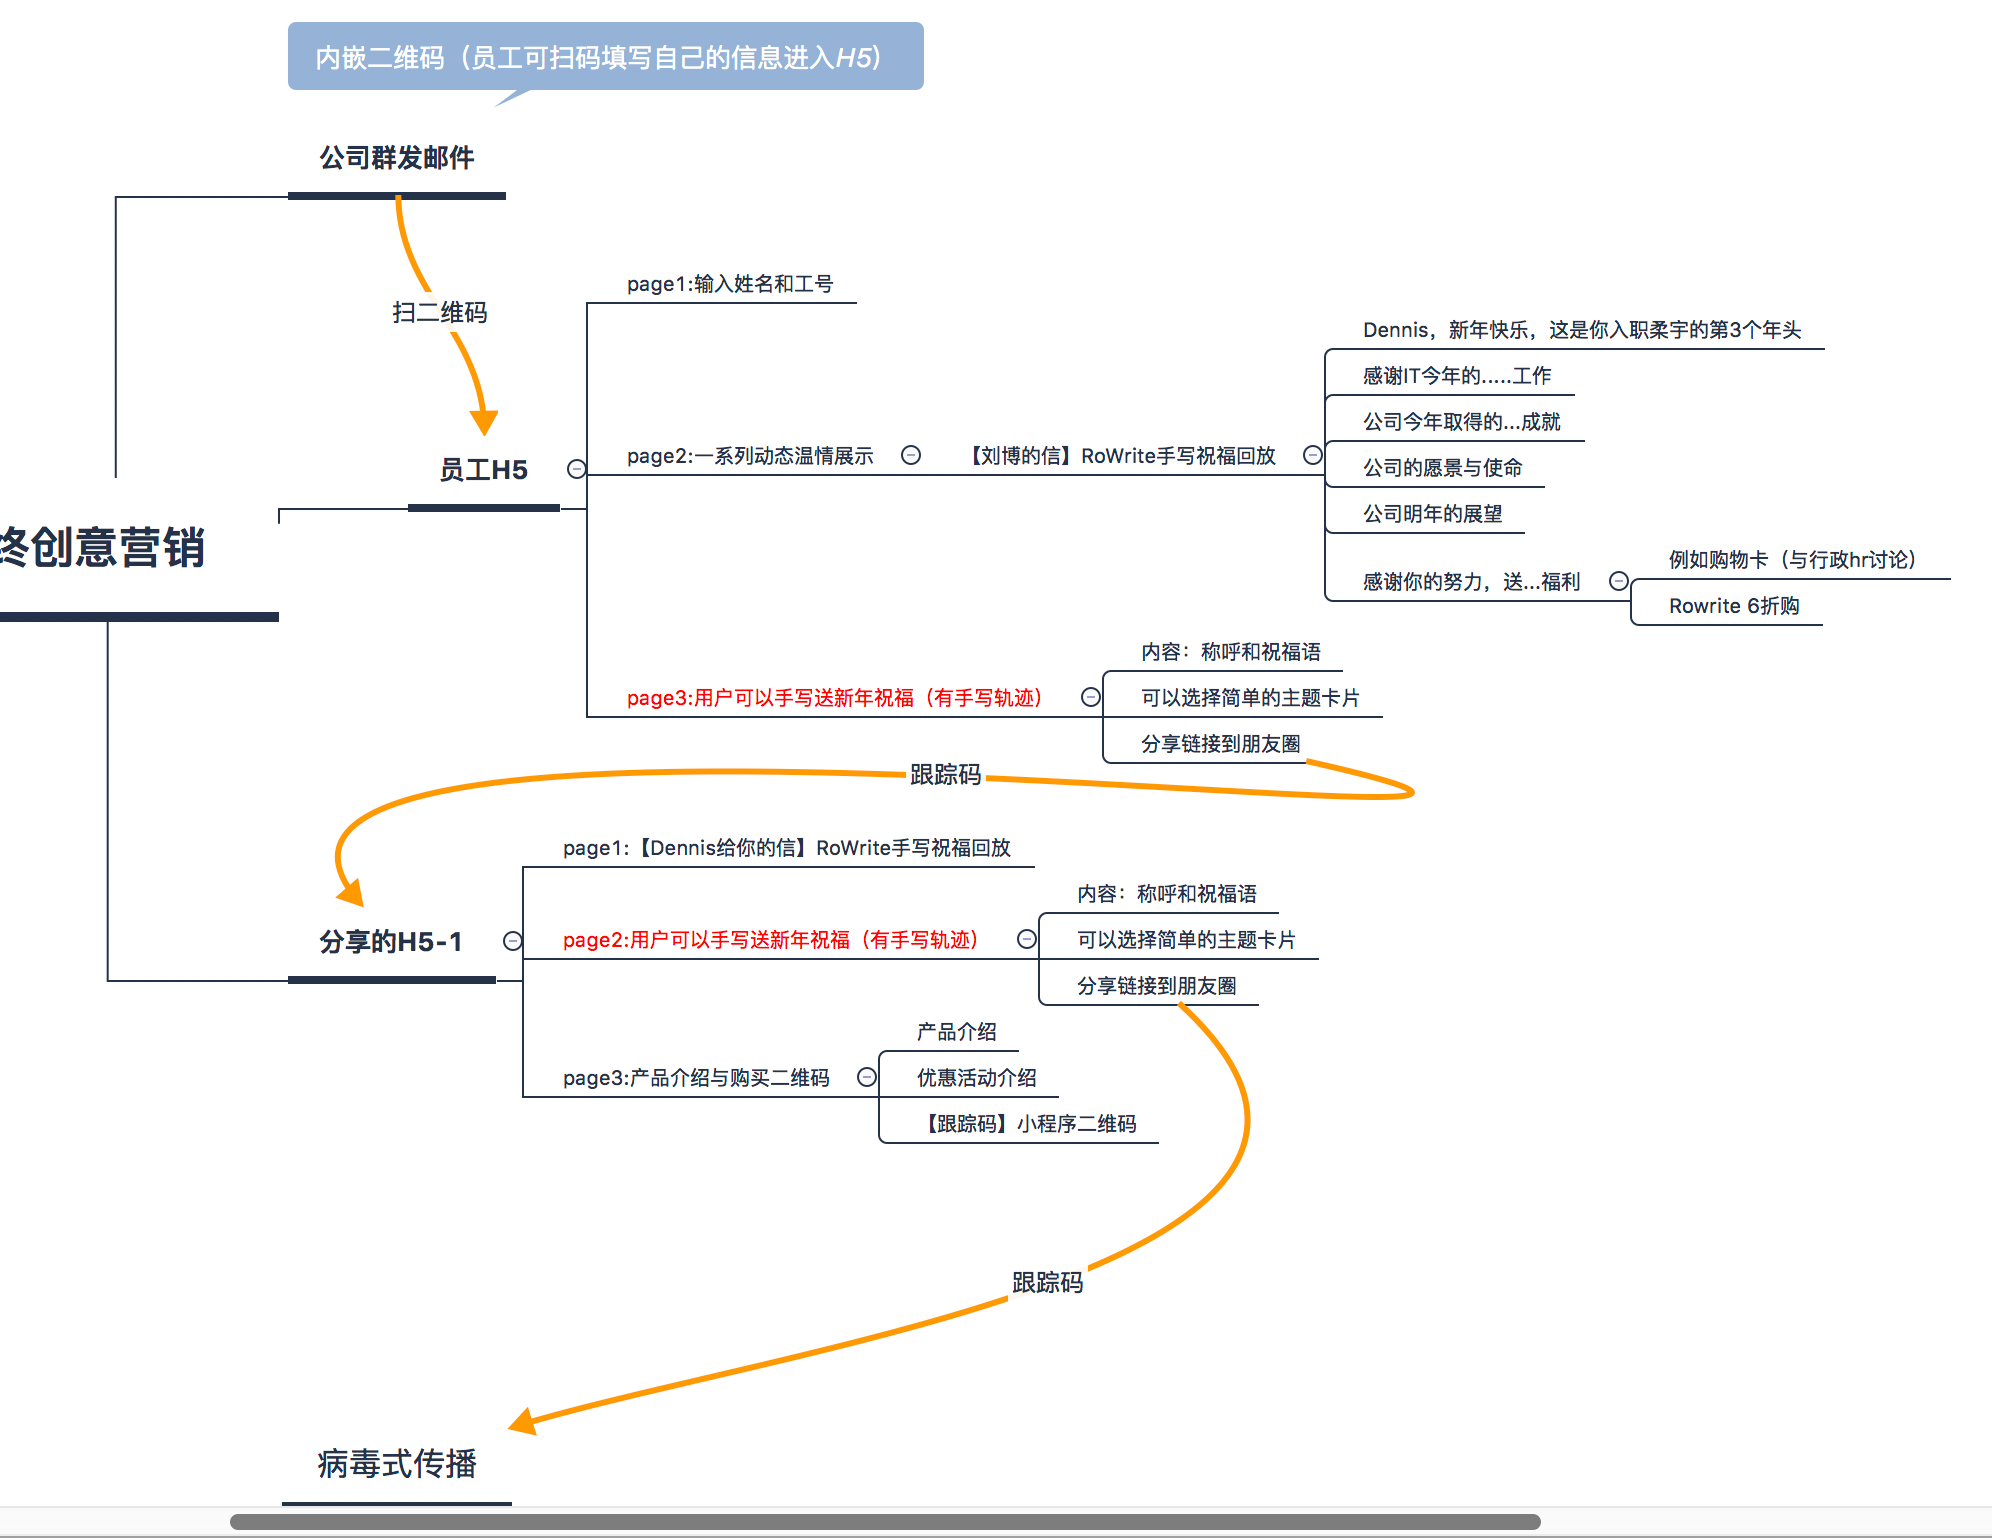 内嵌二维码（员工可扫码填写自己的信息进入H5）
公司群发邮件
扫二维码
page1:输入姓名和工号
Dennis，新年快乐，这是你入职柔宇的第3个年头
感谢IT今年的.....工作
公司今年取得的...成就
员工H5
page2:一系列动态温情展示
【刘博的信】RoWrite手写祝福回放
公司的愿景与使命
公司明年的展望
终创意营销
感谢你的努力，送...福利
例如购物卡（与行政hr讨论）
Rowrite 6折购
page3:用户可以手写送新年祝福（有手写轨迹）
内容：称呼和祝福语
可以选择简单的主题卡片
分享链接到朋友圈
跟踪码
page1:【Dennis给你的信】RoWrite手写祝福回放
分享的H5-1
page2:用户可以手写送新年祝福（有手写轨迹）
内容：称呼和祝福语
可以选择简单的主题卡片
分享链接到朋友圈
page3:产品介绍与购买二维码
产品介绍
优惠活动介绍
【跟踪码】小程序二维码
跟踪码
病毒式传播